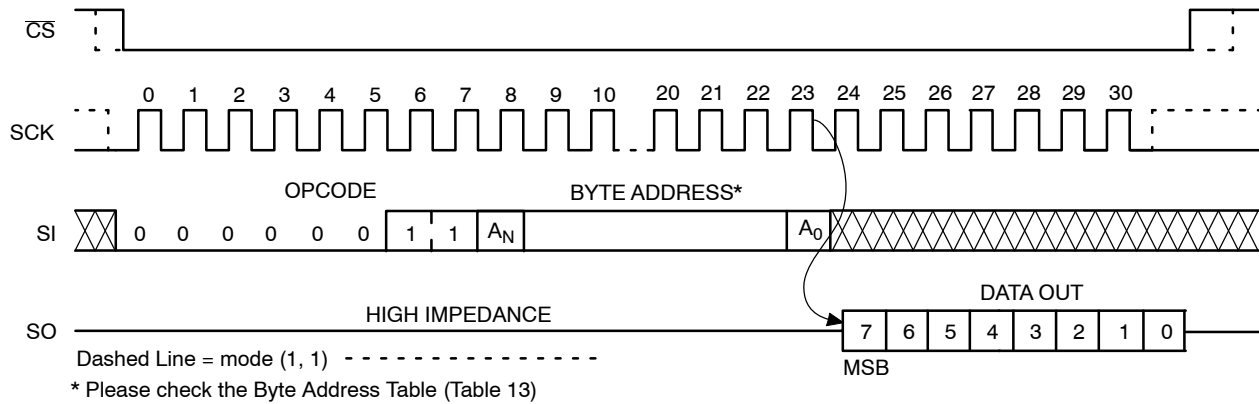 CS
0 1 2 3 4 5 6 7 8 9 10 20 21 22 23 24 25 26 27 28 29 30
SCK
OPCODE BYTE ADDRESS*
SI 0 0 0 0 0 0 1 1 AN A0
DATA OUT
HIGH IMPEDANCE
SO 7 6 5 4 3 2 1 0
Dashed Line = mode (1, 1)
MSB
* Please check the Byte Address Table (Table 13)